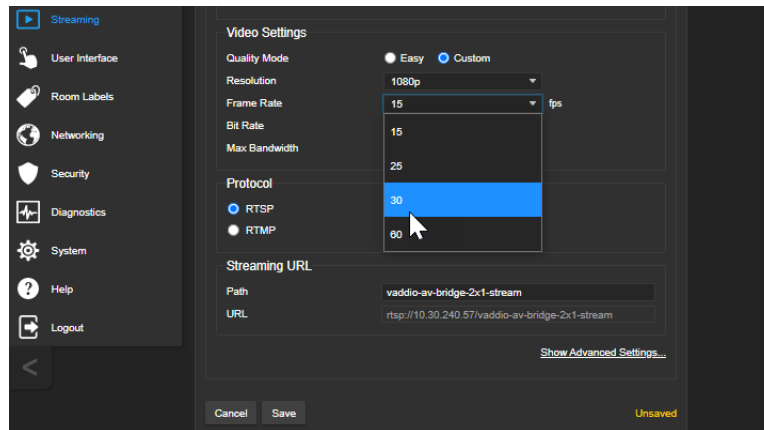 Streaming
User Interface
Room Labels
Networking
Security
Diagnostics
System
Help
Logout
Video Settings
Quality Mode Easy Custom
Resolution 1080p
Frame Rate 15 fps
Bit Rate
Max Bandwidth
15
25
30
60
Protocol
RTSP
RTMP
Streaming URL
Path vaddio-av-bridge-2x1-stream
URL rtsp://10.30.240.57/vaddio-av-bridge-2x1-stream
Show Advanced Settings...
Cancel Save Unsaved